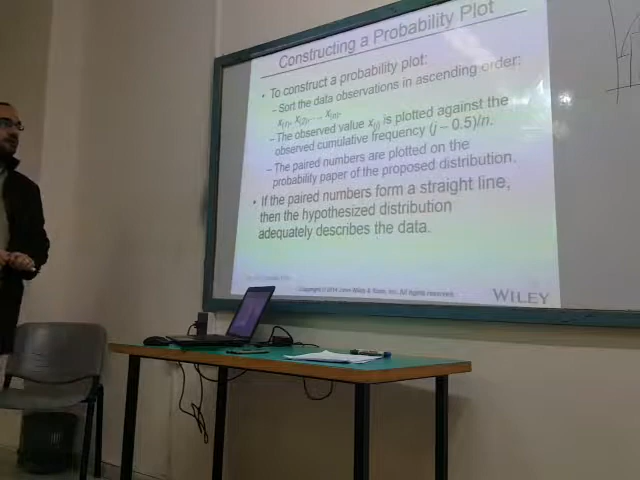 Constructing a Probability Plot
• To construct a probability plot:
– Sort the data observations in ascending order:
x(1), x(2),..., x(n).
– The observed value x(j) is plotted against the
observed cumulative frequency (j – 0.5)/n.
– The paired numbers are plotted on the
probability paper of the proposed distribution.
• If the paired numbers form a straight line,
then the hypothesized distribution
adequately describes the data.
Copyright © 2014 John Wiley & Sons, Inc. All rights reserved.
WILEY